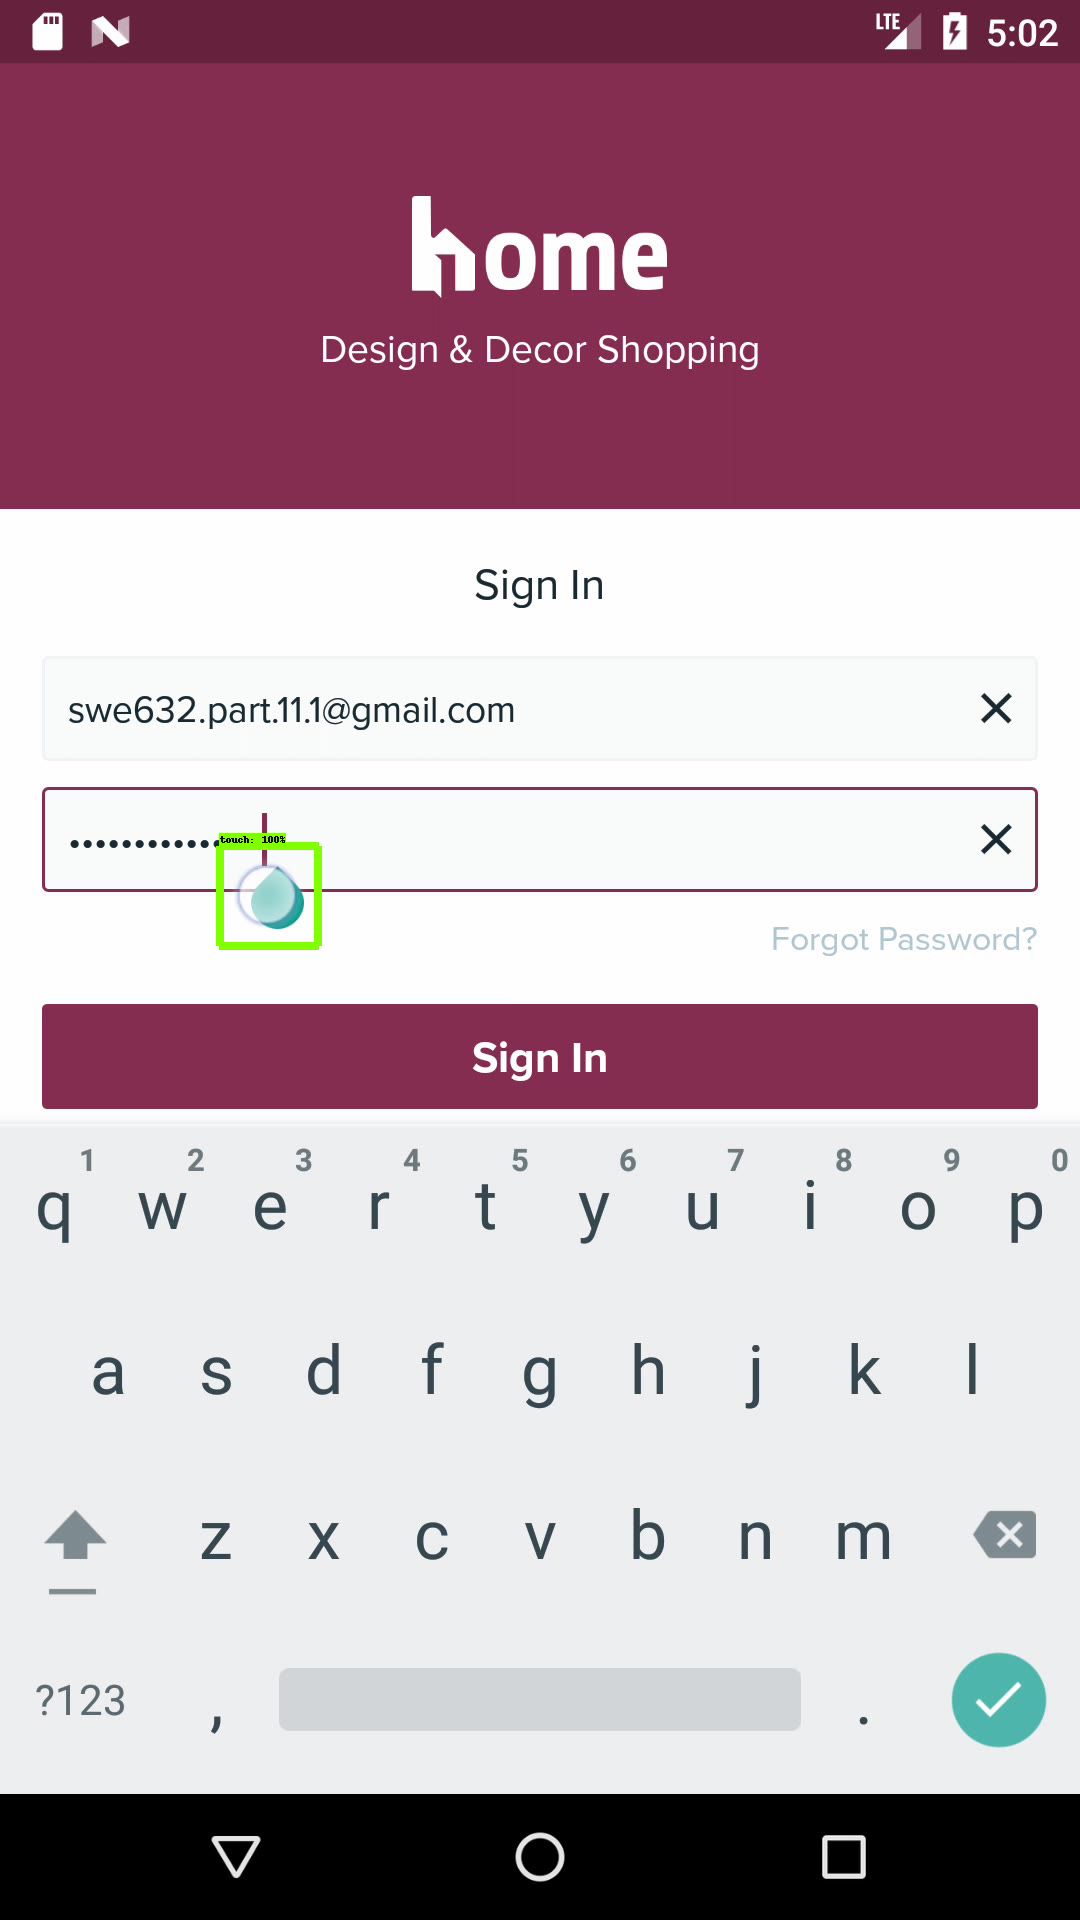 LTE 5:02
home
Design & Decor Shopping
Sign In
swe632.part.11.1@gmail.com
••••••••••••
touch: 100%
Forgot Password?
Sign In
1 2 3 4 5 6 7 8 9 0
q w e r t y u i o p
a s d f g h j k l
z x c v b n m
?123 , .